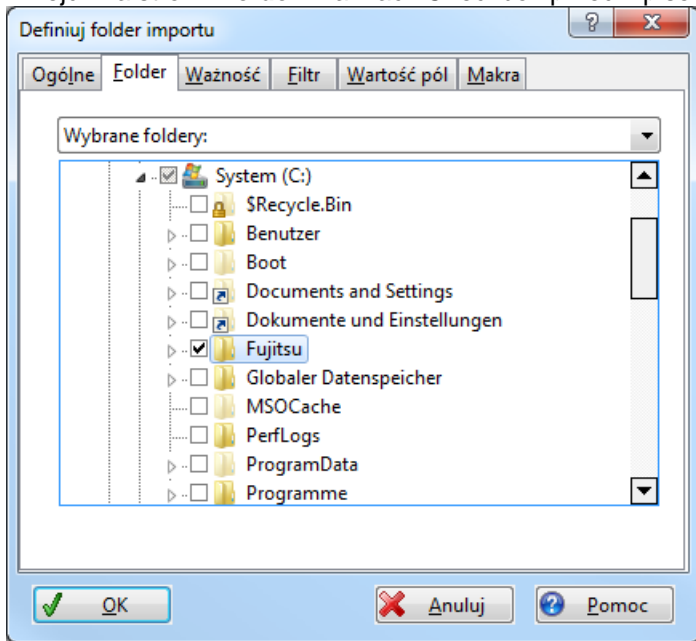 Definiuj folder importu
Ogólne Folder Ważność Filtr Wartość pól Makra
Wybrane foldery:
System (C:)
$Recycle.Bin
Benutzer
Boot
Documents and Settings
Dokumente und Einstellungen
Fujitsu
Globaler Datenspeicher
MSOCache
PerfLogs
ProgramData
Programme
OK Anuluj Pomoc